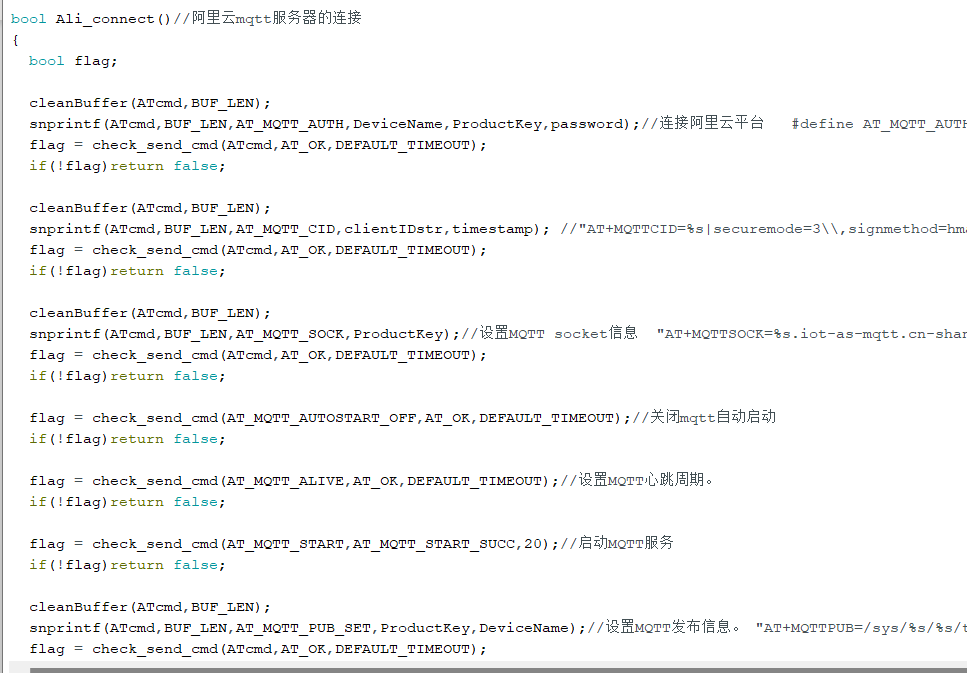 bool Ali_connect()//阿里云mqtt服务器的连接
{
bool flag;
cleanBuffer(ATcmd,BUF_LEN);
snprintf(ATcmd,BUF_LEN,AT_MQTT_AUTH,DeviceName,ProductKey,password);//连接阿里云平台   #define AT_MQTT_AUTH
flag = check_send_cmd(ATcmd,AT_OK,DEFAULT_TIMEOUT);
if(!flag)return false;
cleanBuffer(ATcmd,BUF_LEN);
snprintf(ATcmd,BUF_LEN,AT_MQTT_CID,clientIDstr,timestamp); //"AT+MQTTCID=%s|securemode=3\\,signmethod=hma
flag = check_send_cmd(ATcmd,AT_OK,DEFAULT_TIMEOUT);
if(!flag)return false;
cleanBuffer(ATcmd,BUF_LEN);
snprintf(ATcmd,BUF_LEN,AT_MQTT_SOCK,ProductKey);//设置MQTT socket信息  "AT+MQTTSOCK=%s.iot-as-mqtt.cn-shan
flag = check_send_cmd(ATcmd,AT_OK,DEFAULT_TIMEOUT);
if(!flag)return false;
flag = check_send_cmd(AT_MQTT_AUTOSTART_OFF,AT_OK,DEFAULT_TIMEOUT);//关闭mqtt自动启动
if(!flag)return false;
flag = check_send_cmd(AT_MQTT_ALIVE,AT_OK,DEFAULT_TIMEOUT);//设置MQTT心跳周期。
if(!flag)return false;
flag = check_send_cmd(AT_MQTT_START,AT_MQTT_START_SUCC,20);//启动MQTT服务
if(!flag)return false;
cleanBuffer(ATcmd,BUF_LEN);
snprintf(ATcmd,BUF_LEN,AT_MQTT_PUB_SET,ProductKey,DeviceName);//设置MQTT发布信息。 "AT+MQTTPUB=/sys/%s/%s/t
flag = check_send_cmd(ATcmd,AT_OK,DEFAULT_TIMEOUT);